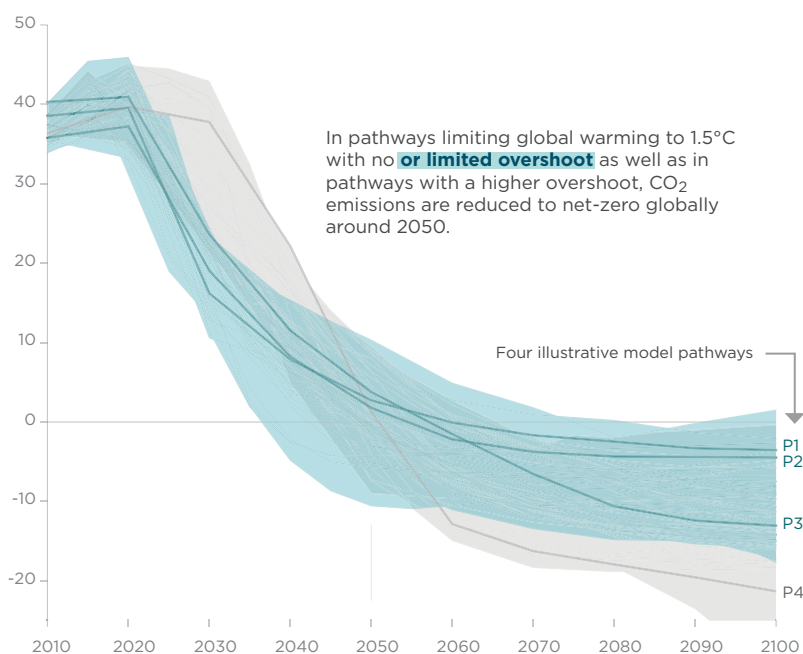 50
40
In pathways limiting global warming to 1.5°C
with no or limited overshoot as well as in
pathways with a higher overshoot, CO2
emissions are reduced to net-zero globally
around 2050.
30
20
10
Four illustrative model pathways
0
P1
P2
-10
P3
-20
P4
2010 2020 2030 2040 2050 2060 2070 2080 2090 2100